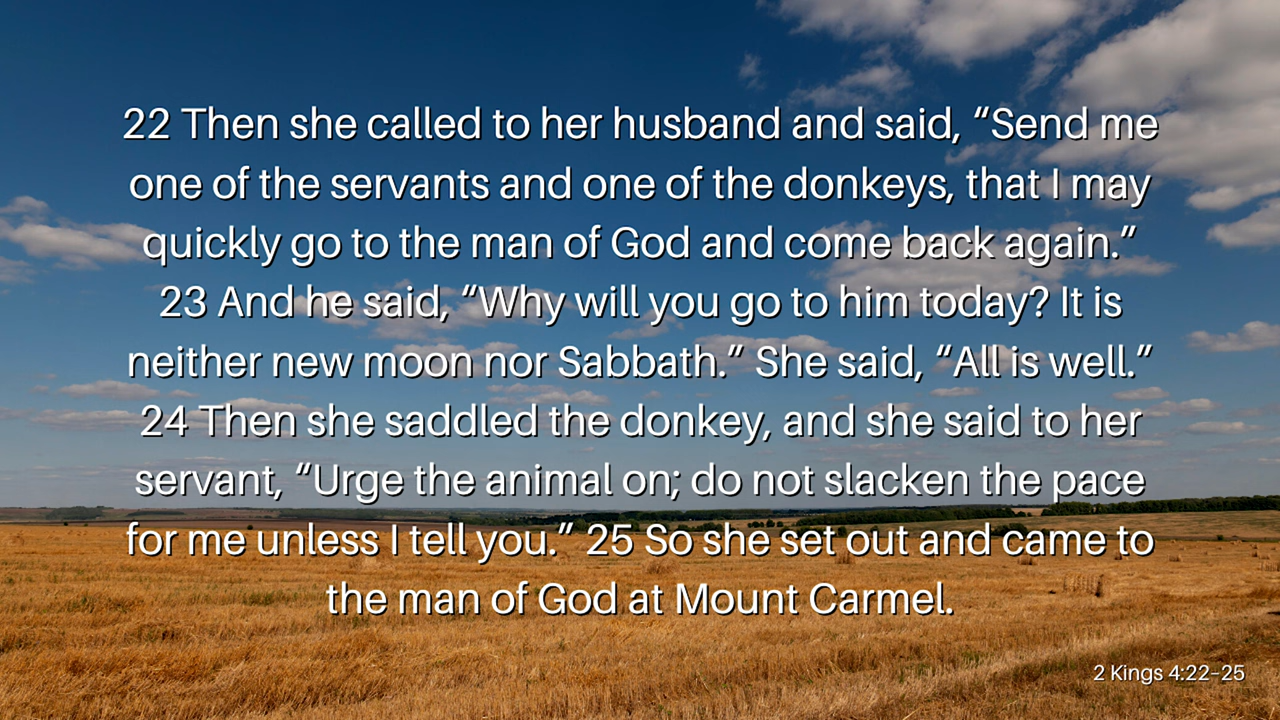 22 Then she called to her husband and said, “Send me
one of the servants and one of the donkeys, that I may
quickly go to the man of God and come back again.”
23 And he said, “Why will you go to him today? It is
neither new moon nor Sabbath.” She said, “All is well.”
24 Then she saddled the donkey, and she said to her
servant, “Urge the animal on; do not slacken the pace
for me unless I tell you.” 25 So she set out and came to
the man of God at Mount Carmel.
2 Kings 4:22–25